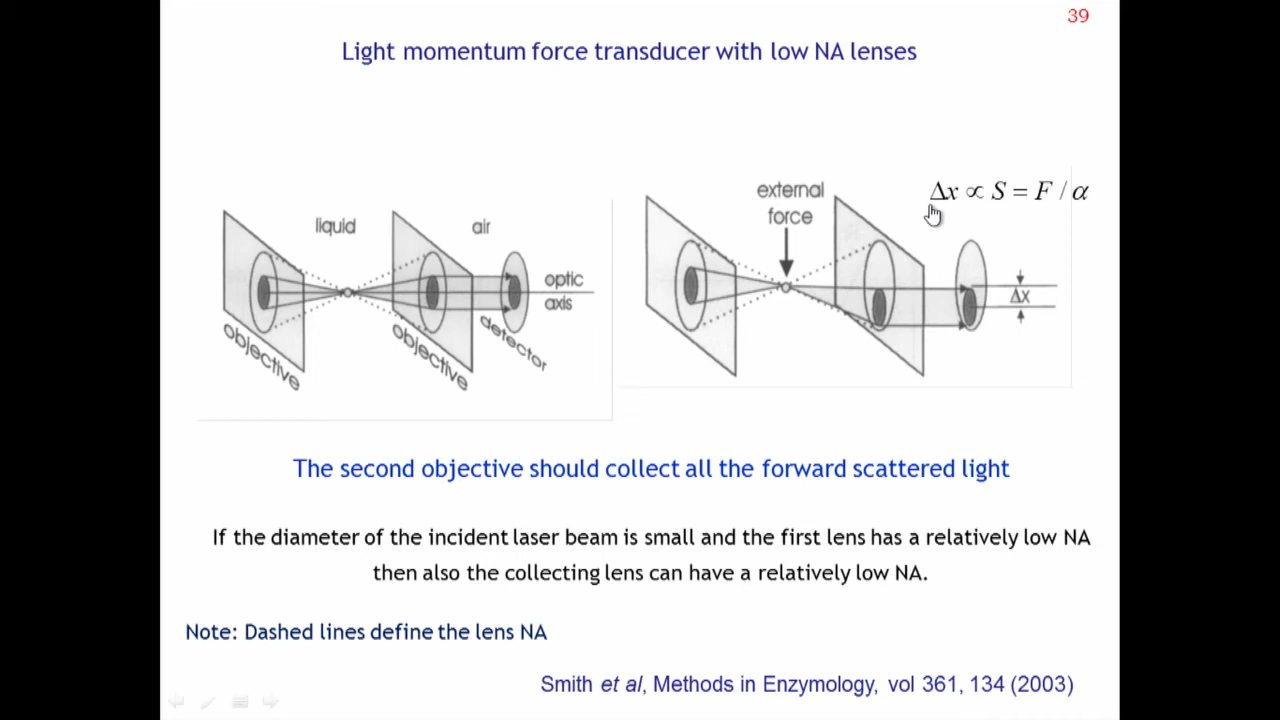 39
Light momentum force transducer with low NA lenses
liquid
air
optic
axis
objective
objective
detector
external
force
Δx ∝ S = F / α
Δx
The second objective should collect all the forward scattered light
If the diameter of the incident laser beam is small and the first lens has a relatively low NA
then also the collecting lens can have a relatively low NA.
Note: Dashed lines define the lens NA
Smith et al, Methods in Enzymology, vol 361, 134 (2003)